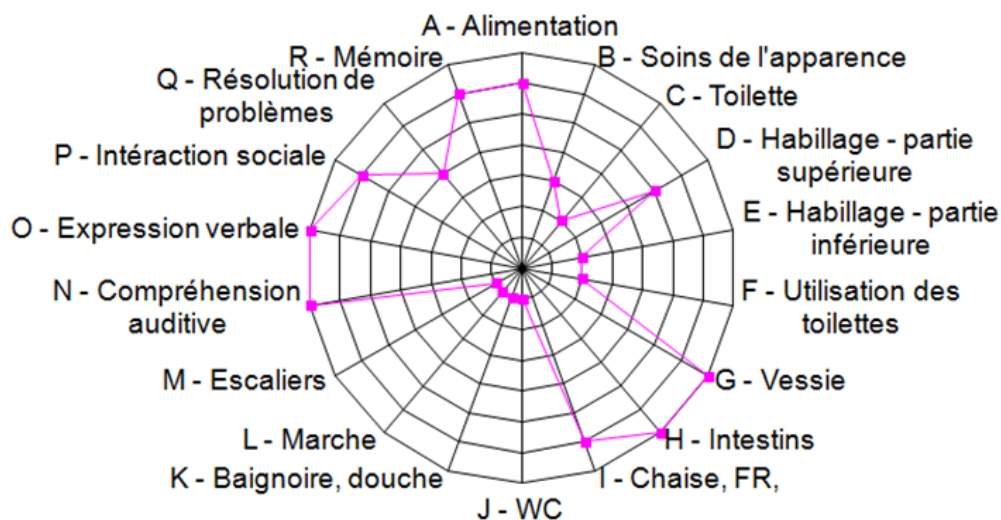 A - Alimentation
B - Soins de l'apparence
C - Toilette
D - Habillage - partie
supérieure
E - Habillage - partie
inférieure
F - Utilisation des
toilettes
G - Vessie
H - Intestins
I - Chaise, FR,
J - WC
K - Baignoire, douche
L - Marche
M - Escaliers
N - Compréhension
auditive
O - Expression verbale
P - Intéraction sociale
Q - Résolution de
problèmes
R - Mémoire